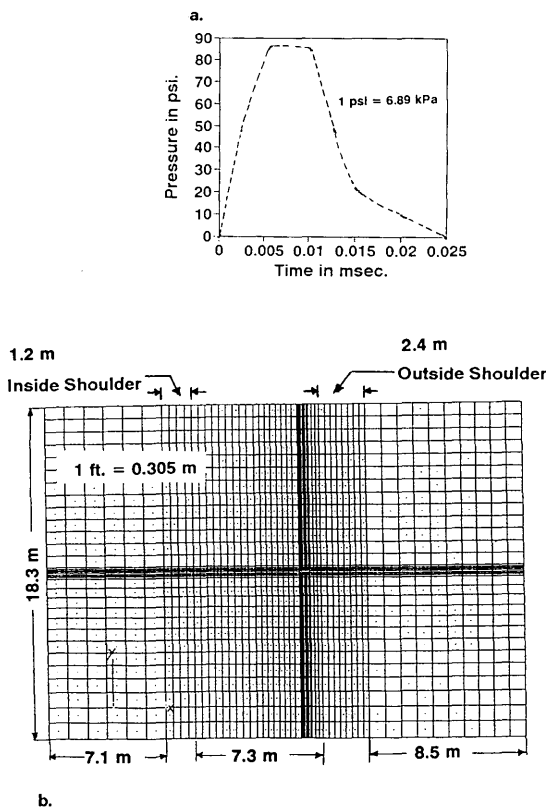 a.
Pressure in psi.
90
80
70
60
50
40
30
20
10
0
1 psi = 6.89 kPa
0 0.005 0.01 0.015 0.02 0.025
Time in msec.
1.2 m
Inside Shoulder
2.4 m
Outside Shoulder
1 ft. = 0.305 m
18.3 m
y
x
7.1 m
7.3 m
8.5 m
b.